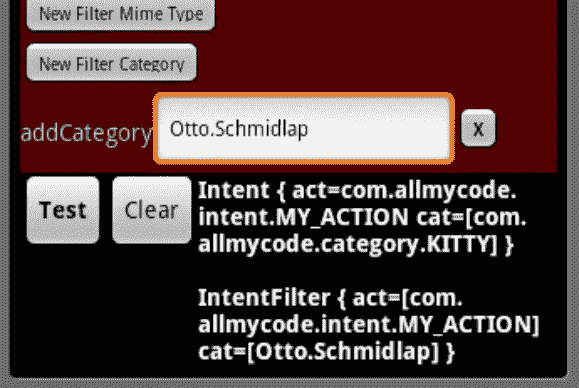 New Filter Mime Type
New Filter Category
addCategory Otto.Schmidlap X
Test Clear
Intent { act=com.allmycode.
intent.MY_ACTION cat=[com.
allmycode.category.KITTY] }
IntentFilter { act=[com.
allmycode.intent.MY_ACTION]
cat=[Otto.Schmidlap] }